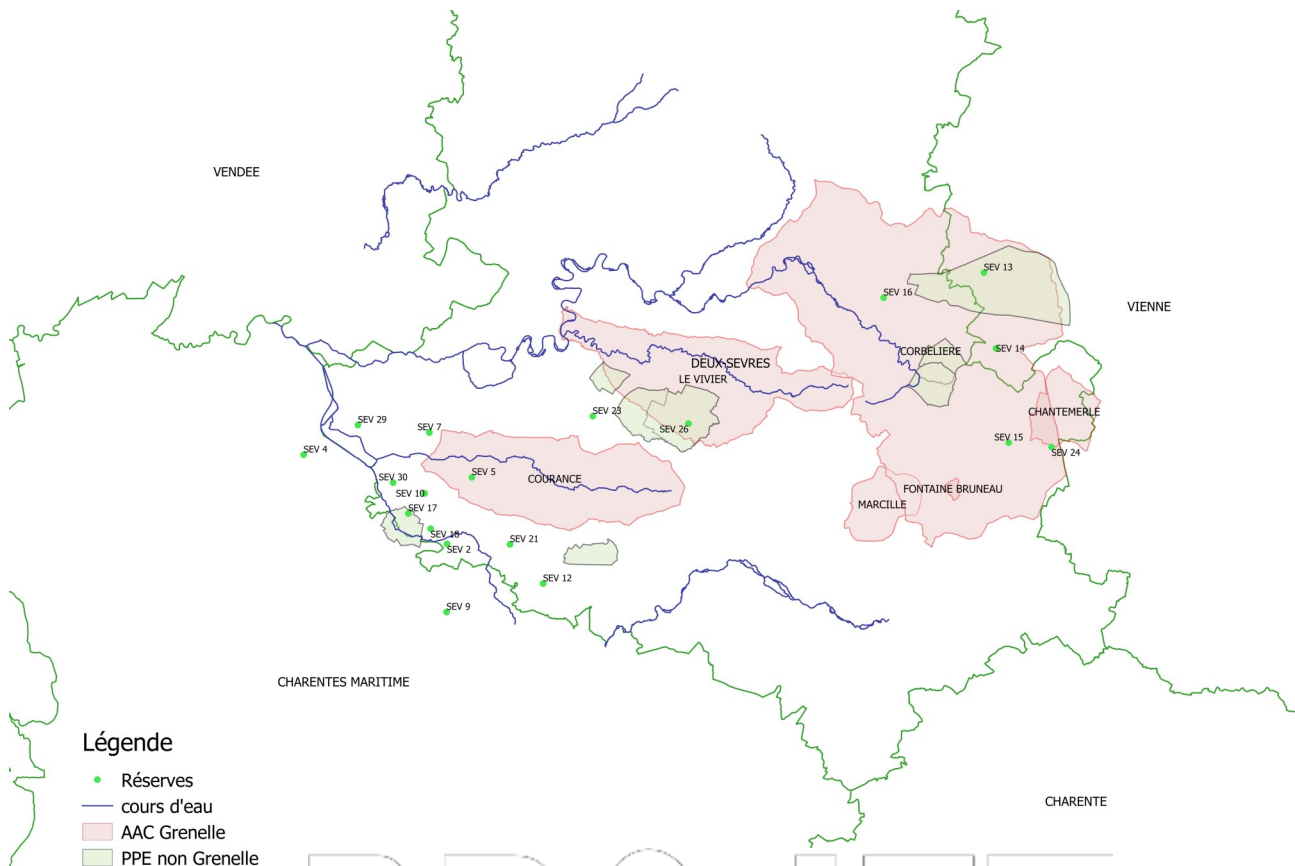 VENDEE
SEV 13
SEV 16
VIENNE
SEV 14
CORBELIERE
DEUX-SEVRES
LE VIVIER
CHANTEMERLE
SEV 23
SEV 29
SEV 7
SEV 26
SEV 15
SEV 24
SEV 4
SEV 5
COURANCE
SEV 30
SEV 10
FONTAINE BRUNEAU
MARCILLE
SEV 17
SEV 18
SEV 2
SEV 21
SEV 12
SEV 9
CHARENTES MARITIME
CHARENTE
Légende
Réserves
cours d'eau
AAC Grenelle
PPE non Grenelle